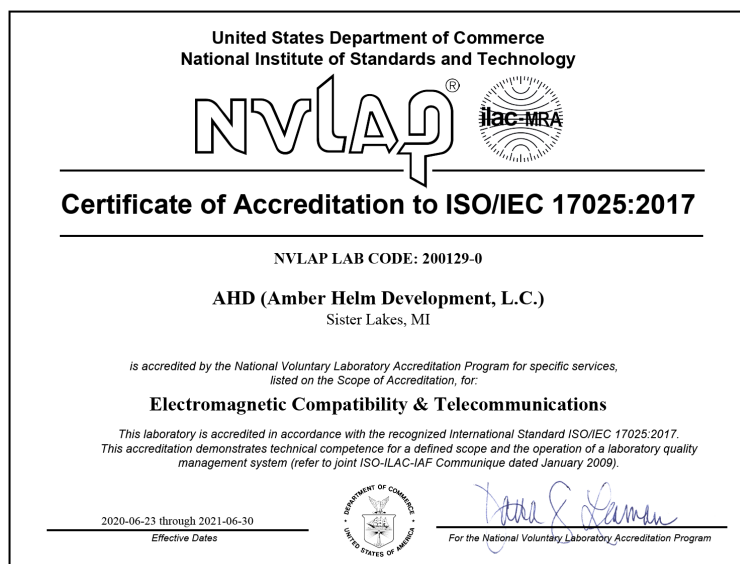 United States Department of Commerce
National Institute of Standards and Technology
NVLAP®
ilac-MRA
Certificate of Accreditation to ISO/IEC 17025:2017
NVLAP LAB CODE: 200129-0
AHD (Amber Helm Development, L.C.)
Sister Lakes, MI
is accredited by the National Voluntary Laboratory Accreditation Program for specific services,
listed on the Scope of Accreditation, for:
Electromagnetic Compatibility & Telecommunications
This laboratory is accredited in accordance with the recognized International Standard ISO/IEC 17025:2017.
This accreditation demonstrates technical competence for a defined scope and the operation of a laboratory quality
management system (refer to joint ISO-ILAC-IAF Communique dated January 2009).
2020-06-23 through 2021-06-30
Effective Dates
DEPARTMENT OF COMMERCE
UNITED STATES OF AMERICA
For the National Voluntary Laboratory Accreditation Program